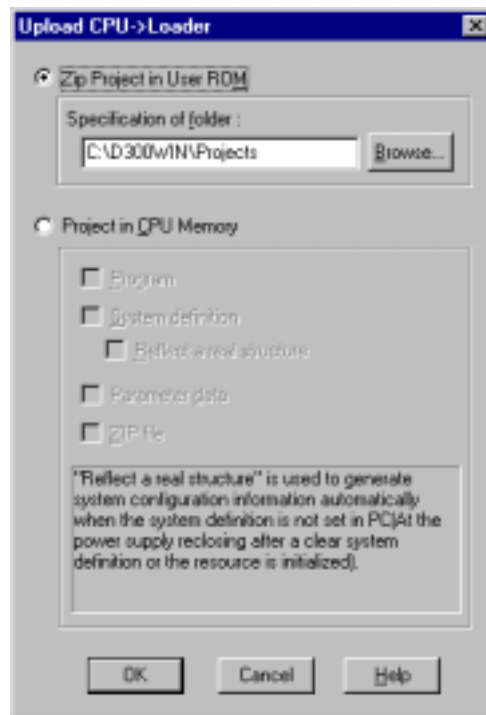 Upload CPU->Loader
Zip Project in User ROM
Specification of folder :
C:\D300WIN\Projects
Browse...
Project in CPU Memory
Program
System definition
Reflect a real structure
Parameter data
ZIP file
"Reflect a real structure" is used to generate
system configuration information automatically
when the system definition is not set in PC(At the
power supply reclosing after a clear system
definition or the resource is initialized).
OK
Cancel
Help